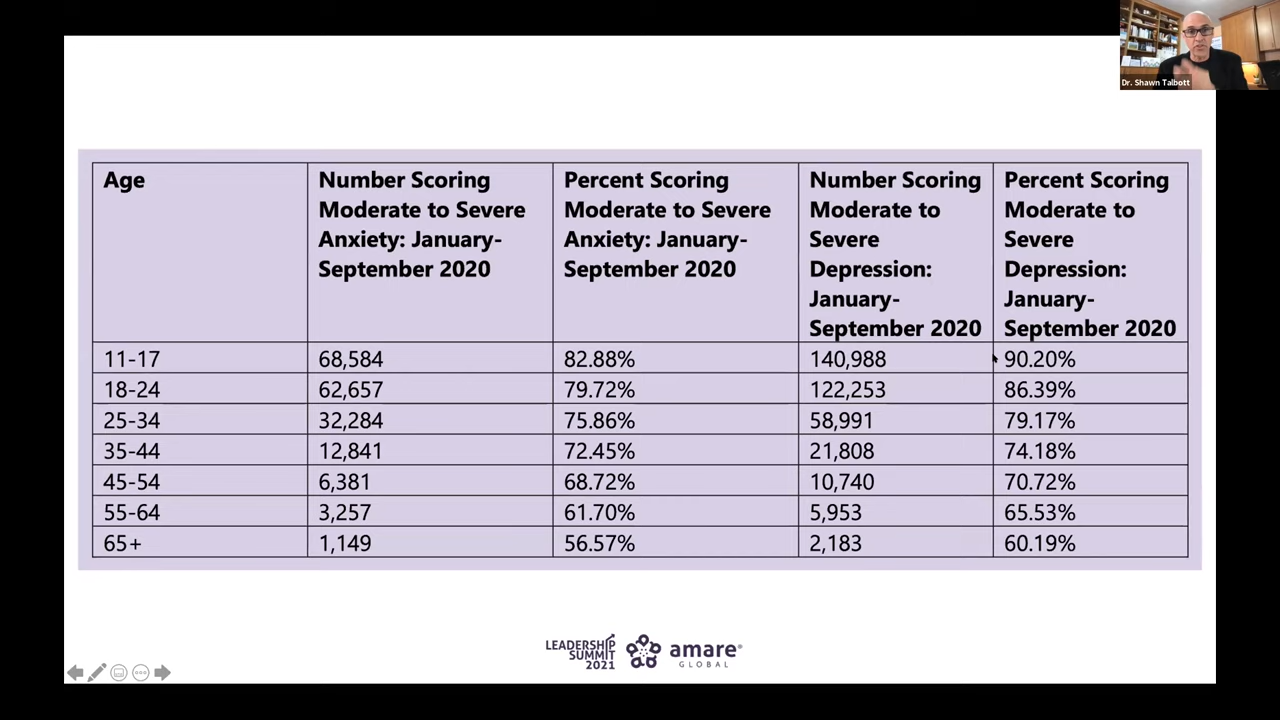 Dr. Shawn Talbott
Age
Number Scoring
Moderate to Severe
Anxiety: January-
September 2020
Percent Scoring
Moderate to Severe
Anxiety: January-
September 2020
Number Scoring
Moderate to
Severe
Depression:
January-
September 2020
Percent Scoring
Moderate to
Severe
Depression:
January-
September 2020
11-17 68,584 82.88% 140,988 90.20%
18-24 62,657 79.72% 122,253 86.39%
25-34 32,284 75.86% 58,991 79.17%
35-44 12,841 72.45% 21,808 74.18%
45-54 6,381 68.72% 10,740 70.72%
55-64 3,257 61.70% 5,953 65.53%
65+ 1,149 56.57% 2,183 60.19%
LEADERSHIP
SUMMIT
2021
amare®
GLOBAL